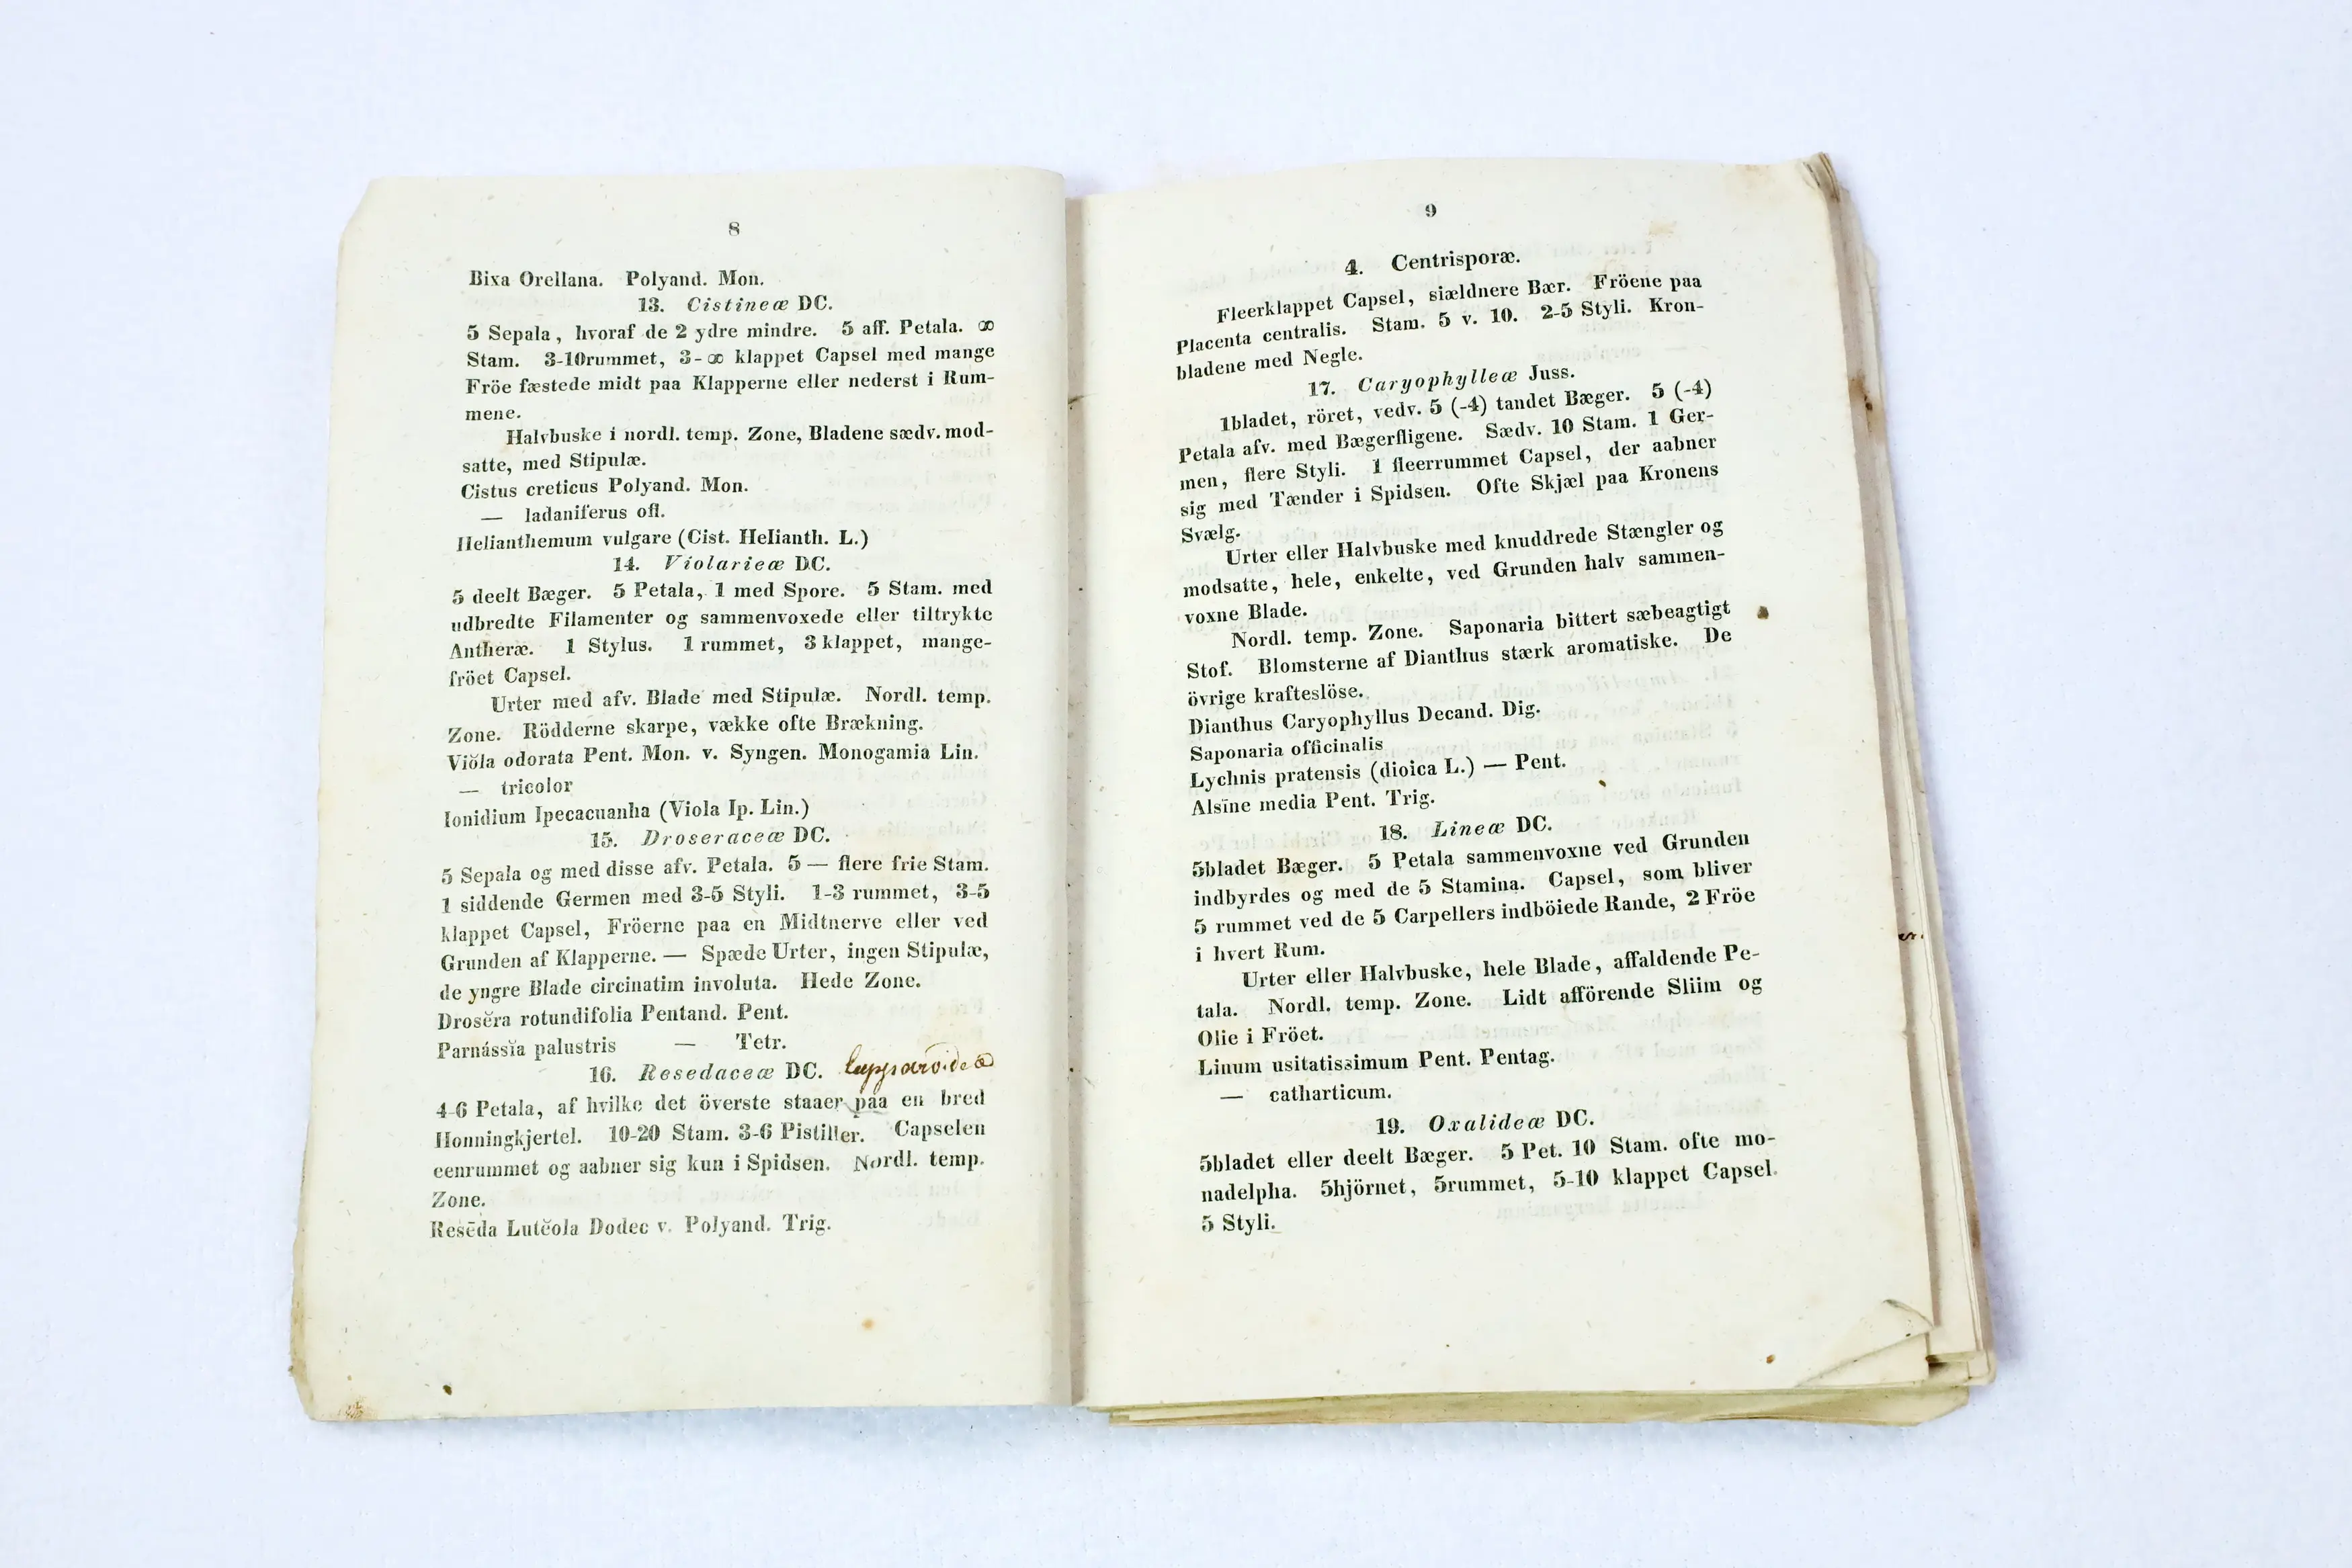 8
Bixa Orellana. Polyand. Mon.
13. Cistineæ DC.
5 Sepala, hvoraf de 2 ydre mindre. 5 aff. Petala. ∞
Stam. 3-10rummet, 3-∞ klappet Capsel med mange
Fröe fæstede midt paa Klapperne eller nederst i Rum-
mene.
Halvbuske i nordl. temp. Zone, Bladene sædv. mod-
satte, med Stipulæ.
Cistus creticus Polyand. Mon.
— ladaniferus ofl.
Helianthemum vulgare (Cist. Helianth. L.)
14. Violarieæ DC.
5 deelt Bæger. 5 Petala, 1 med Spore. 5 Stam. med
udbredte Filamenter og sammenvoxede eller tiltrykte
Antheræ. 1 Stylus. 1 rummet, 3 klappet, mange-
fröet Capsel.
Urter med afv. Blade med Stipulæ. Nordl. temp.
Zone. Rödderne skarpe, vække ofte Brækning.
Viŏla odorata Pent. Mon. v. Syngen. Monogamia Lin.
— tricolor
Ionidium Ipecacuanha (Viola Ip. Lin.)
15. Droseraceæ DC.
5 Sepala og med disse afv. Petala. 5 — flere frie Stam.
1 siddende Germen med 3-5 Styli. 1-3 rummet, 3-5
klappet Capsel, Fröerne paa en Midtnerve eller ved
Grunden af Klapperne. — Spæde Urter, ingen Stipulæ,
de yngre Blade circinatim involuta. Hede Zone.
Drosĕra rotundifolia Pentand. Pent.
Parnássĭa palustris — Tetr.
16. Resedaceæ DC.
4-6 Petala, af hvilke det överste staaer paa en bred
Honningkjertel. 10-20 Stam. 3-6 Pistiller. Capselen
eenrummet og aabner sig kun i Spidsen. Nordl. temp.
Zone.
Resēda Lutĕola Dodec v. Polyand. Trig.
9
4. Centrisporæ.
Fleerklappet Capsel, siældnere Bær. Fröene paa
Placenta centralis. Stam. 5 v. 10. 2-5 Styli. Kron-
bladene med Negle.
17. Caryophylleæ Juss.
1bladet, röret, vedv. 5 (-4) tandet Bæger. 5 (-4)
Petala afv. med Bægerfligene. Sædv. 10 Stam. 1 Ger-
men, flere Styli. 1 fleerrummet Capsel, der aabner
sig med Tænder i Spidsen. Ofte Skjæl paa Kronens
Svælg.
Urter eller Halvbuske med knuddrede Stængler og
modsatte, hele, enkelte, ved Grunden halv sammen-
voxne Blade.
Nordl. temp. Zone. Saponaria bittert sæbeagtigt
Stof. Blomsterne af Dianthus stærk aromatiske. De
övrige krafteslöse.
Dianthus Caryophyllus Decand. Dig.
Saponaria officinalis
Lychnis pratensis (dioica L.) — Pent.
Alsīne media Pent. Trig.
18. Lineæ DC.
5bladet Bæger. 5 Petala sammenvoxne ved Grunden
indbyrdes og med de 5 Stamina. Capsel, som bliver
5 rummet ved de 5 Carpellers indböiede Rande, 2 Fröe
i hvert Rum.
Urter eller Halvbuske, hele Blade, affaldende Pe-
tala. Nordl. temp. Zone. Lidt afförende Sliim og
Olie i Fröet.
Linum usitatissimum Pent. Pentag.
— catharticum.
19. Oxalideæ DC.
5bladet eller deelt Bæger. 5 Pet. 10 Stam. ofte mo-
nadelpha. 5hjörnet, 5rummet, 5-10 klappet Capsel.
5 Styli.